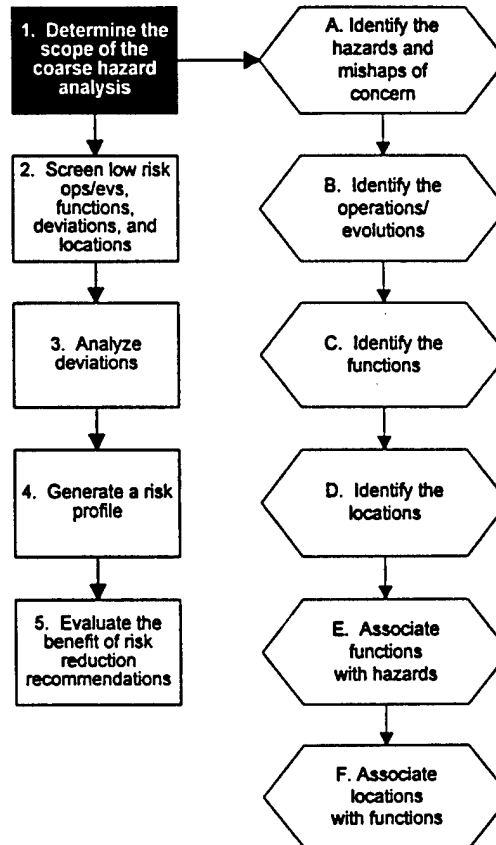 1. Determine the
scope of the
coarse hazard
analysis
2. Screen low risk
ops/evs,
functions,
deviations, and
locations
3. Analyze
deviations
4. Generate a risk
profile
5. Evaluate the
benefit of risk
reduction
recommendations
A. Identify the
hazards and
mishaps of
concern
B. Identify the
operations/
evolutions
C. Identify the
functions
D. Identify the
locations
E. Associate
functions
with hazards
F. Associate
locations
with functions